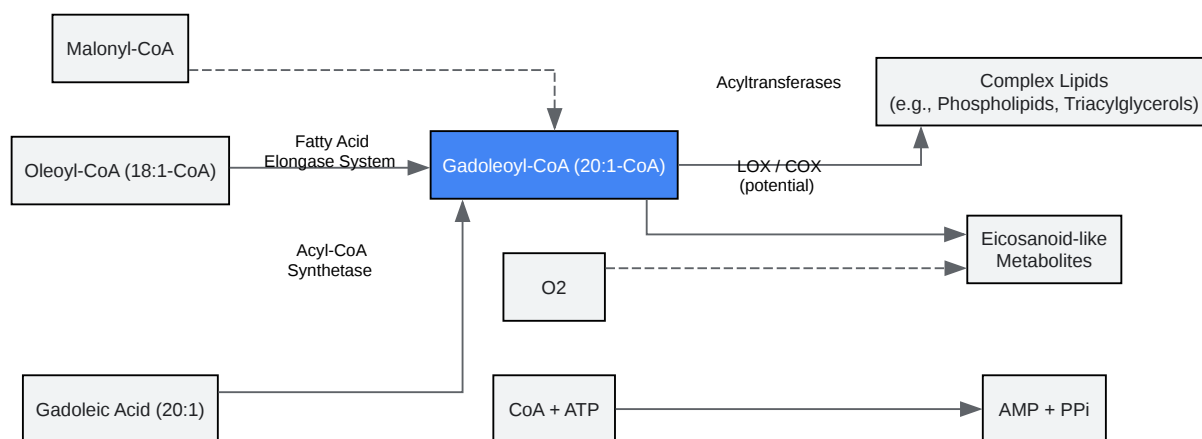 Malonyl-CoA
Acyltransferases
Complex Lipids
(e.g., Phospholipids, Triacylglycerols)
Oleoyl-CoA (18:1-CoA)
Fatty Acid
Elongase System
Gadoleoyl-CoA (20:1-CoA)
LOX / COX
(potential)
Acyl-CoA
Synthetase
O2
Eicosanoid-like
Metabolites
Gadoleic Acid (20:1)
CoA + ATP
AMP + PPi